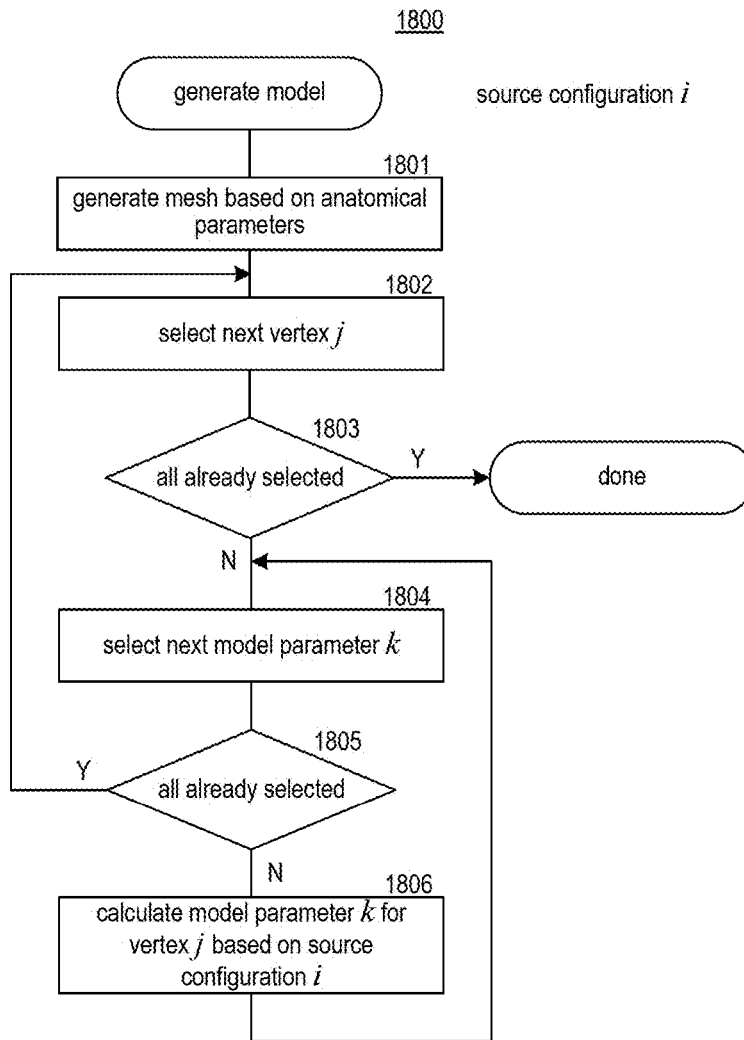 1800
generate model
source configuration i
1801
generate mesh based on anatomical
parameters
1802
select next vertex j
1803
all already selected
Y
done
N
1804
select next model parameter k
1805
Y
all already selected
N
1806
calculate model parameter k for
vertex j based on source
configuration i